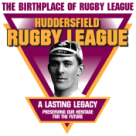 THE BIRTHPLACE OF RUGBY LEAGUE
HUDDERSFIELD
RUGBY LEAGUE
A LASTING LEGACY
PRESERVING OUR HERITAGE
FOR THE FUTURE